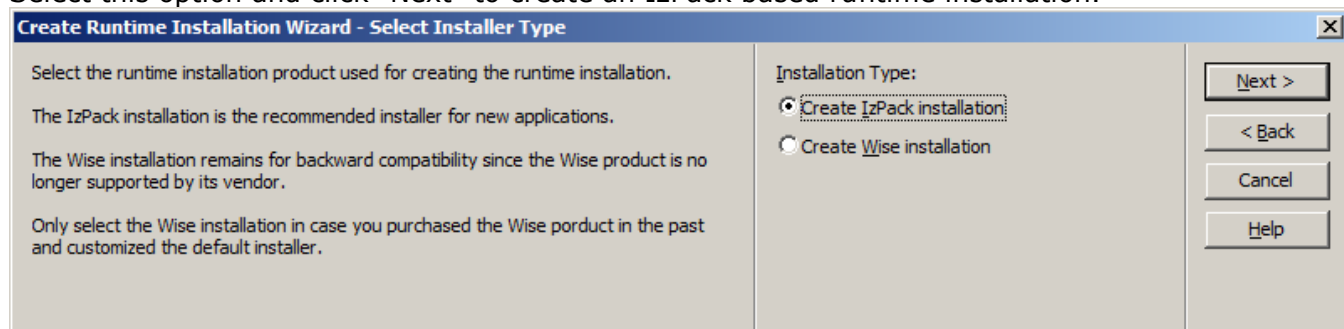 Select this option and click "Next" to create an IzPack-based runtime installation.
Create Runtime Installation Wizard - Select Installer Type
Select the runtime installation product used for creating the runtime installation.
The IzPack installation is the recommended installer for new applications.
The Wise installation remains for backward compatibility since the Wise product is no
longer supported by its vendor.
Only select the Wise installation in case you purchased the Wise porduct in the past
and customized the default installer.
Installation Type:
Create IzPack installation
Create Wise installation
Next >
< Back
Cancel
Help